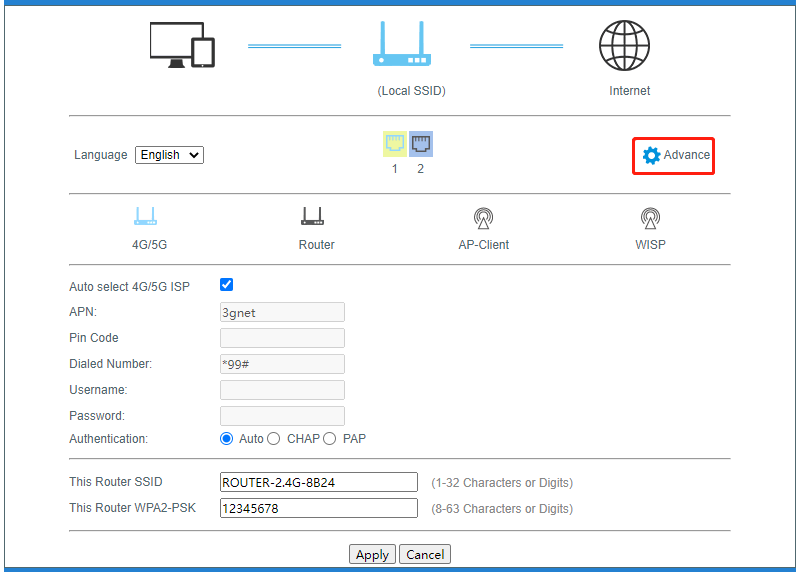 (Local SSID)
Internet
Language English Advance
1 2
4G/5G Router AP-Client WISP
Auto select 4G/5G ISP
APN: 3gnet
Pin Code
Dialed Number: *99#
Username:
Password:
Authentication: Auto CHAP PAP
This Router SSID ROUTER-2.4G-8B24 (1-32 Characters or Digits)
This Router WPA2-PSK 12345678 (8-63 Characters or Digits)
Apply Cancel